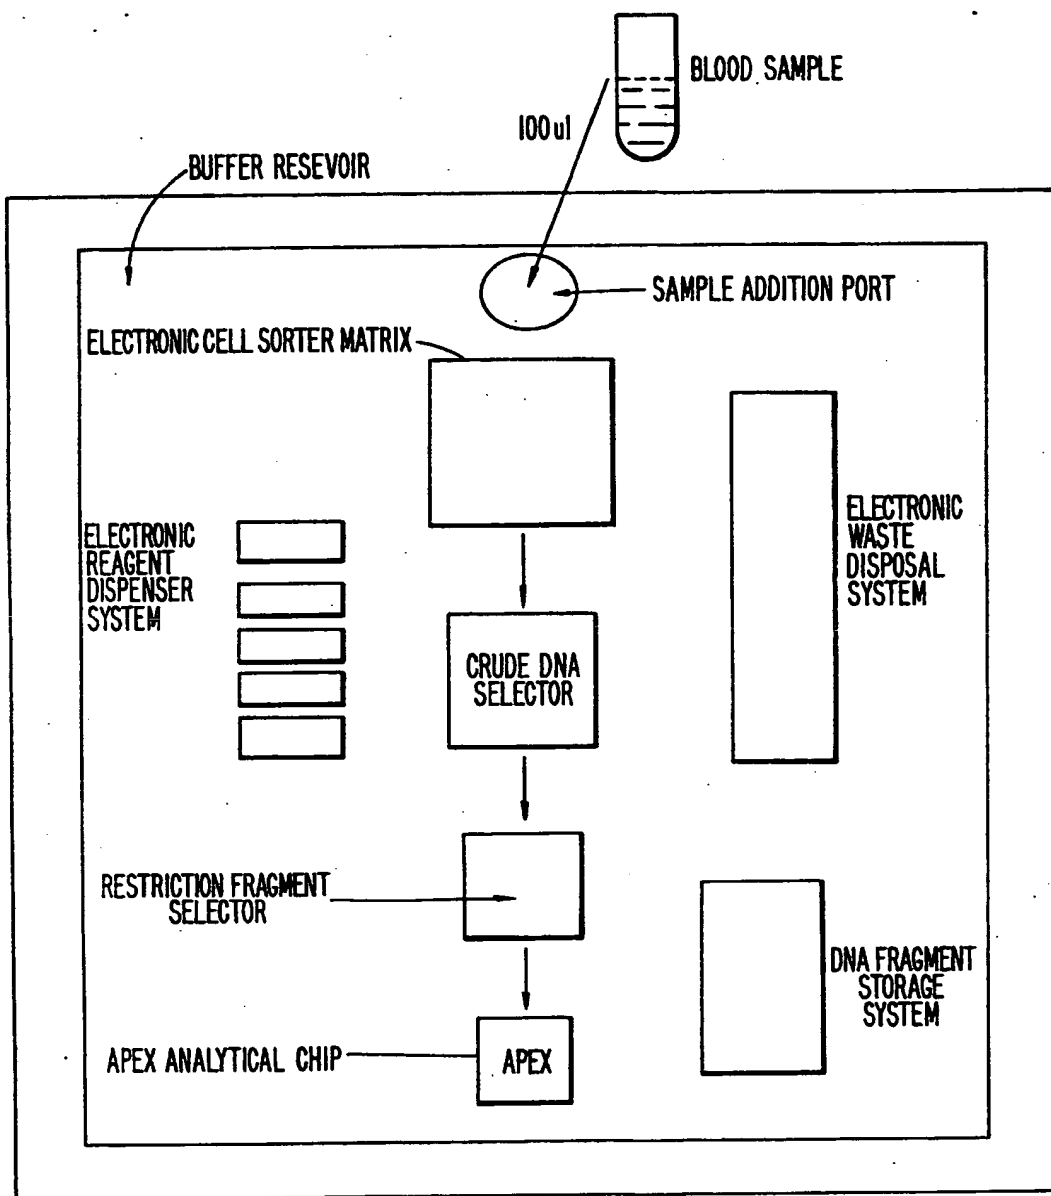 BLOOD SAMPLE
100ul
BUFFER RESEVOIR
SAMPLE ADDITION PORT
ELECTRONIC CELL SORTER MATRIX
ELECTRONIC
REAGENT
DISPENSER
SYSTEM
ELECTRONIC
WASTE
DISPOSAL
SYSTEM
CRUDE DNA
SELECTOR
RESTRICTION FRAGMENT
SELECTOR
DNA FRAGMENT
STORAGE
SYSTEM
APEX ANALYTICAL CHIP
APEX